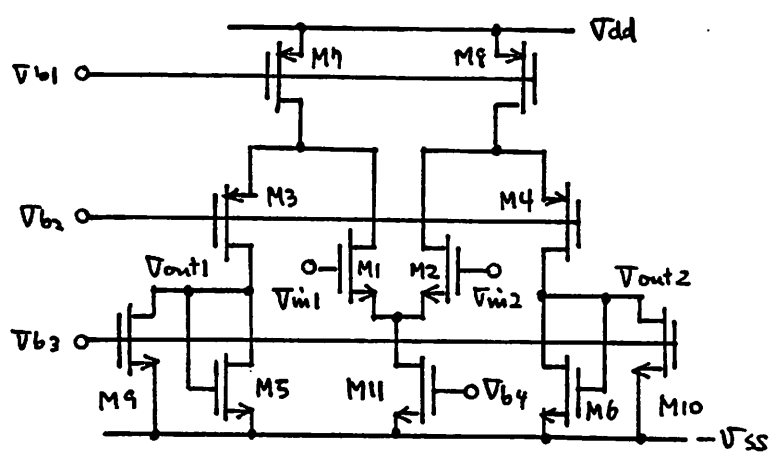 Vdd
M7
M8
Vb1
M3
M4
Vb2
M1
M2
Vout1
Vout2
Vin1
Vin2
Vb3
M9
M5
M11
Vb4
M6
M10
-Vss